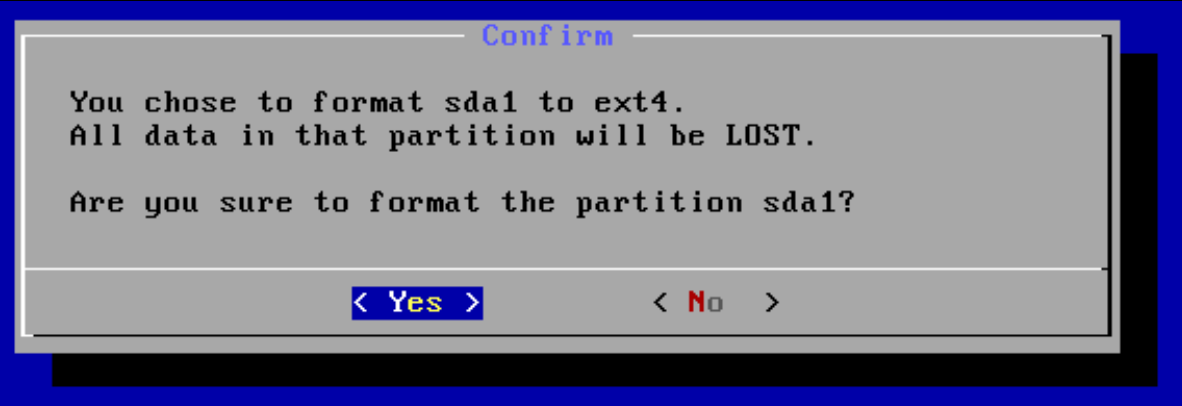 Confirm
You chose to format sda1 to ext4.
All data in that partition will be LOST.
Are you sure to format the partition sda1?
< Yes > < No >